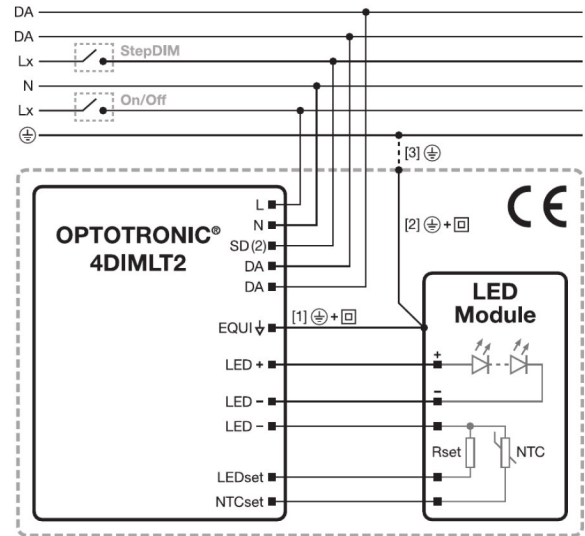 DA
DA
Lx StepDIM
N
Lx On/Off
[3]
[2] +
CE
OPTOTRONIC®
4DIMLT2
L
N
SD(2)
DA
DA
EQUI [1] +
LED +
LED -
LED -
LEDset
NTCset
LED
Module
+
-
Rset NTC